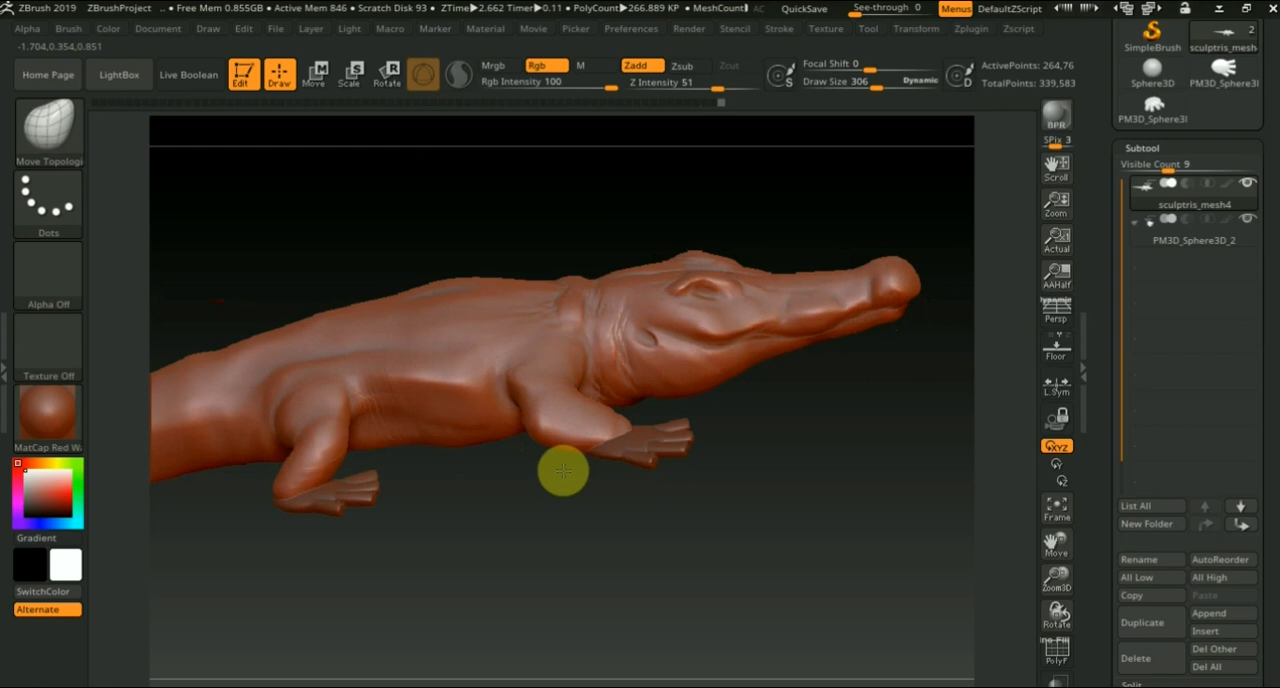 ZBrush 2019 ZBrushProject .. • Free Mem 0.855GB • Active Mem 846 • Scratch Disk 93 • ZTime▶2.662 Timer▶0.11 • PolyCount▶266.889 KP • MeshCount▶1 AC QuickSave See-through 0 Menus DefaultZScript
Alpha Brush Color Document Draw Edit File Layer Light Macro Marker Material Movie Picker Preferences Render Stencil Stroke Texture Tool Transform Zplugin Zscript
-1.704,0.354,0.851
Home Page LightBox Live Boolean Edit Draw Move Scale Rotate
Mrgb Rgb M Zadd Zsub Zcut
Rgb Intensity 100 Z Intensity 51
Focal Shift 0
Draw Size 306 Dynamic
S
D
ActivePoints: 264,76
TotalPoints: 339,583
Move Topologi
Dots
Alpha Off
Texture Off
MatCap Red Wa
Gradient
SwitchColor
Alternate
BPR
SPix 3
Scroll
Zoom
Actual
AAHalf
Dynamic
Persp
Floor
L.Sym
XYZ
Y
Z
Frame
Move
Zoom3D
Rotate
PolyF
2
SimpleBrush sculptris_mesh
Sphere3D PM3D_Sphere3I
PM3D_Sphere3I
Subtool
Visible Count 9
sculptris_mesh4
PM3D_Sphere3D_2
List All
New Folder
Rename AutoReorder
All Low All High
Copy Paste
Duplicate Append
Insert
Delete Del Other
Del All
Split